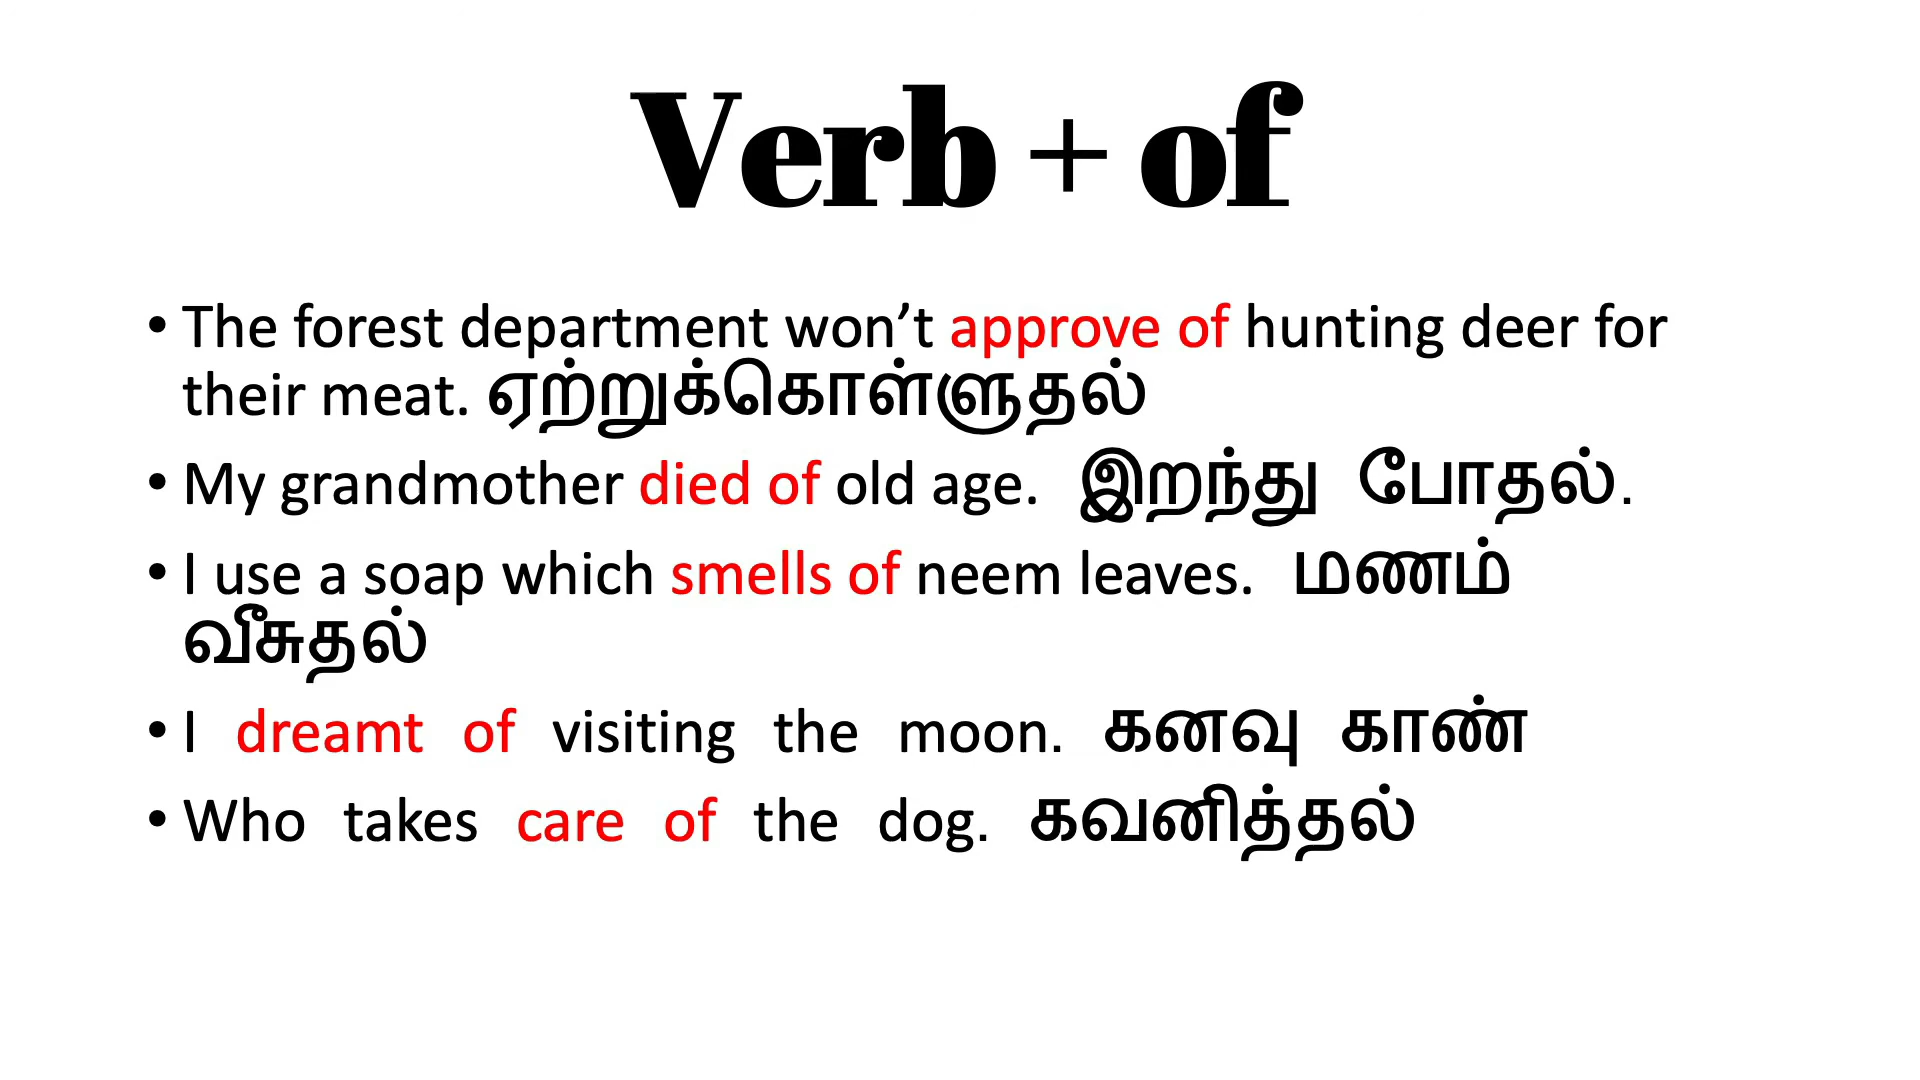 Verb + of
• The forest department won’t approve of hunting deer for
their meat. ஏற்றுக்கொள்ளுதல்
• My grandmother died of old age. இறந்து போதல்.
• I use a soap which smells of neem leaves. மணம்
வீசுதல்
• I dreamt of visiting the moon. கனவு காண்
• Who takes care of the dog. கவனித்தல்